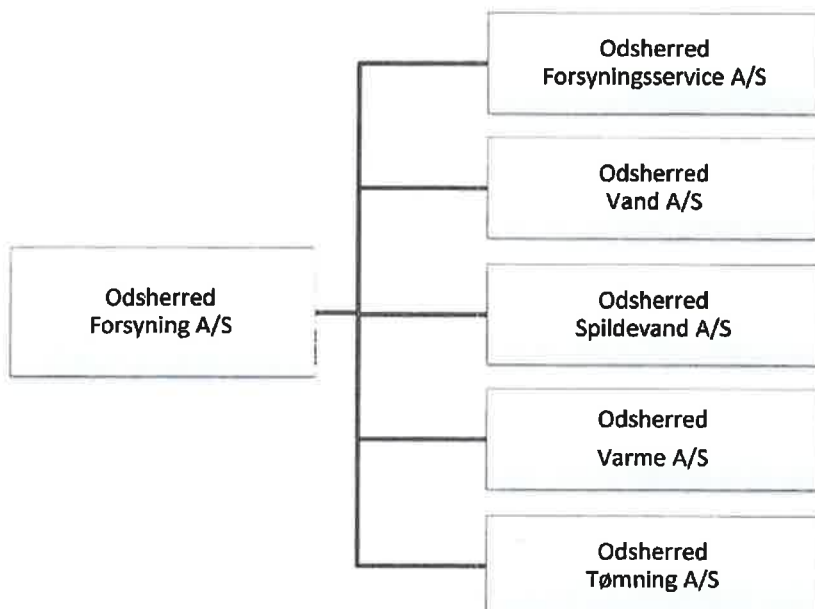 Odsherred
Forsyningsservice A/S
Odsherred
Vand A/S
Odsherred
Forsyning A/S
Odsherred
Spildevand A/S
Odsherred
Varme A/S
Odsherred
Tømning A/S